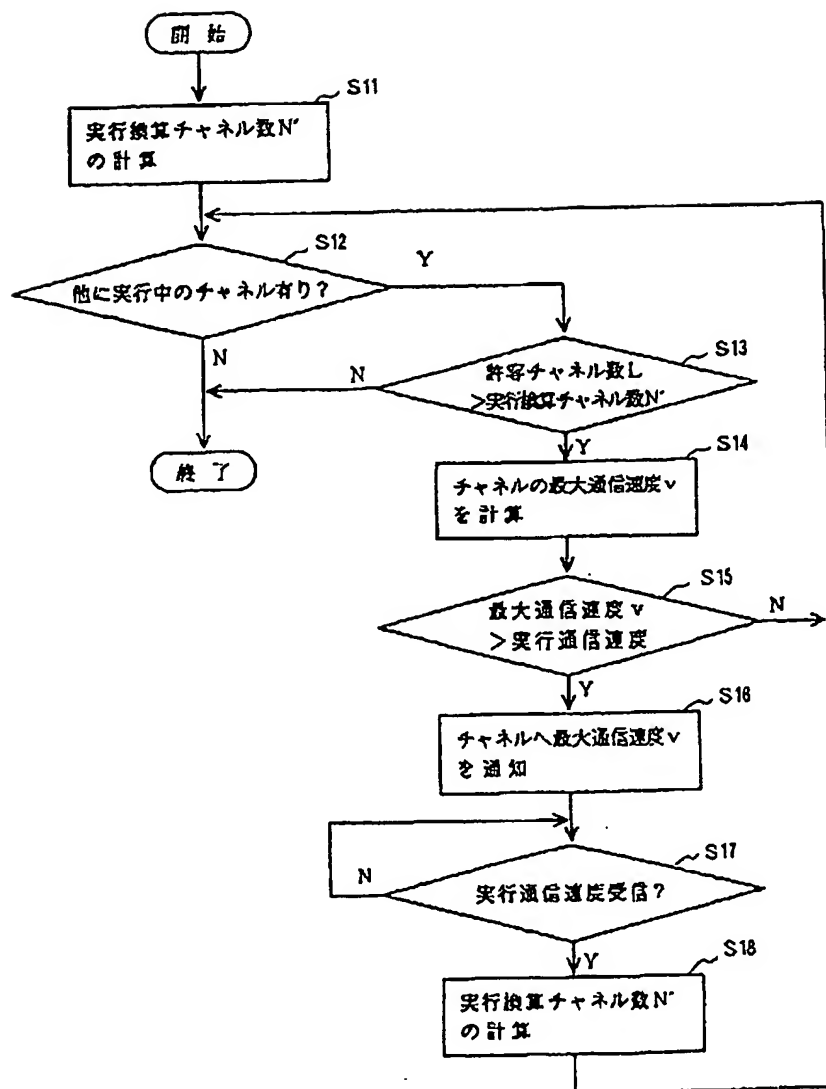 開始
S11
実行換算チャネル数N'
の計算
S12
他に実行中のチャネル有り?
Y
N
S13
許容チャネル数L
>実行換算チャネル数N'
N
Y
終了
S14
チャネルの最大通信速度v
を計算
S15
最大通信速度v
>実行通信速度
N
Y
S16
チャネルへ最大通信速度v
を通知
S17
実行通信速度受信?
N
Y
S18
実行換算チャネル数N'
の計算